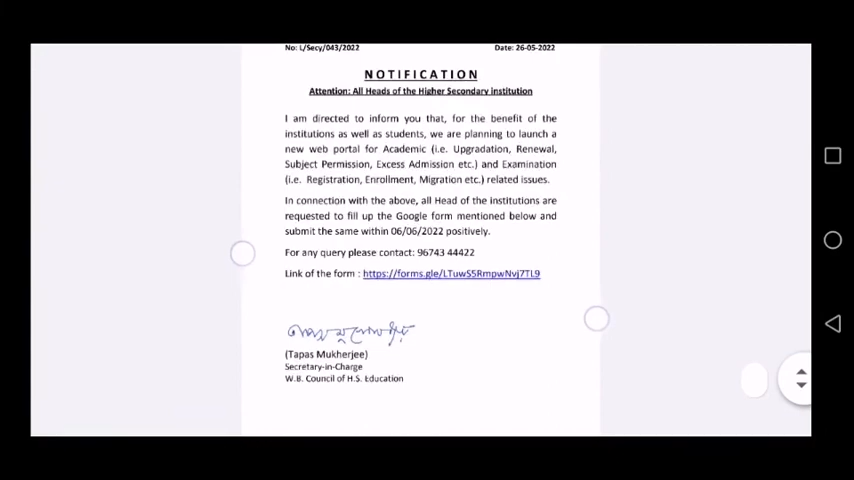 No: L/Secy/043/2022 Date: 26-05-2022
NOTIFICATION
Attention: All Heads of the Higher Secondary Institution
I am directed to inform you that, for the benefit of the
institutions as well as students, we are planning to launch a
new web portal for Academic (i.e. Upgradation, Renewal,
Subject Permission, Excess Admission etc.) and Examination
(i.e. Registration, Enrollment, Migration etc.) related issues.
In connection with the above, all Head of the institutions are
requested to fill up the Google form mentioned below and
submit the same within 06/06/2022 positively.
For any query please contact: 96743 44422
Link of the form : https://forms.gle/LTuwS5RmpwNvj7TL9
(Tapas Mukherjee)
Secretary-in-Charge
W.B. Council of H.S. Education